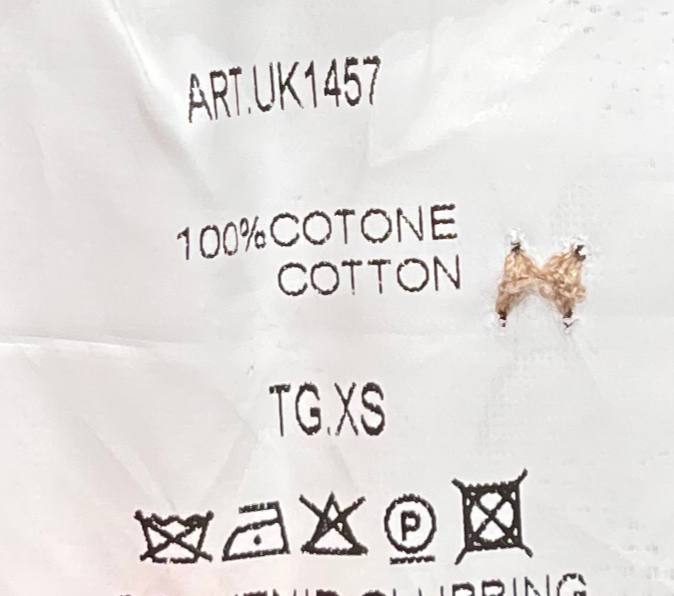 ART.UK1457
100%COTONE
COTTON
TG.XS
P